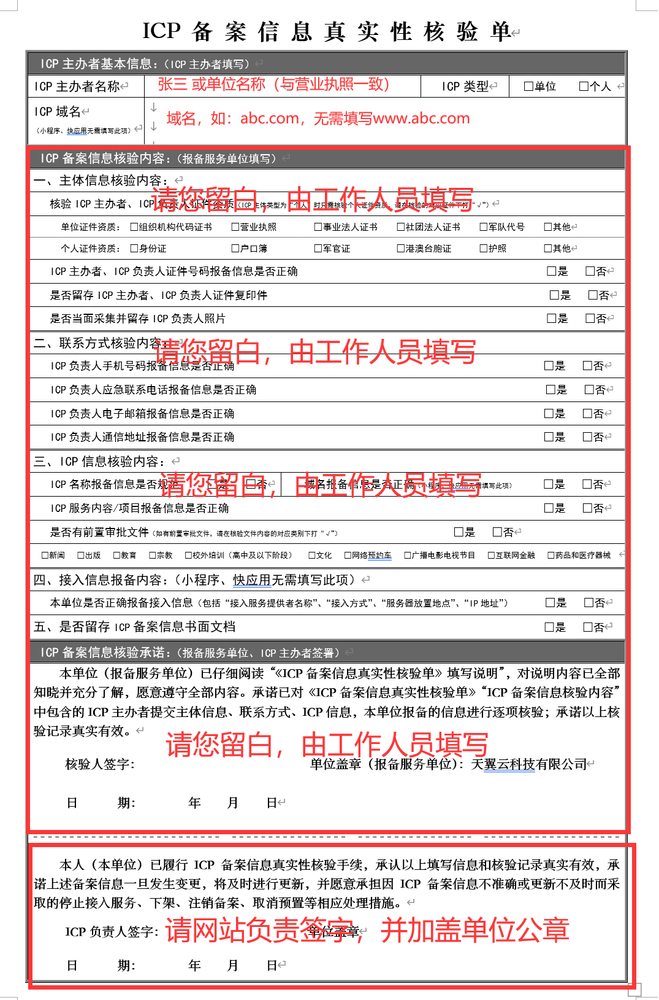 ICP 备 案 信 息 真 实 性 核 验 单
ICP 主办者基本信息：（ICP 主办者填写）
ICP 主办者名称 张三 或单位名称（与营业执照一致） ICP 类型 □单位 □个人
ICP 域名
（小程序、快应用无需填写此项）
域名，如：abc.com，无需填写www.abc.com
ICP 备案信息核验内容：（报备服务单位填写）
一、主体信息核验内容：
请您留白，由工作人员填写
核验 ICP 主办者、ICP 负责人证件资质（ICP 主体类型为“个人”时只需核验个人证件资质，请在核验的对应证件下打“√”）
单位证件资质： □组织机构代码证书 □营业执照 □事业法人证书 □社团法人证书 □军队代号 □其他
个人证件资质： □身份证 □户口簿 □军官证 □港澳台胞证 □护照 □其他
ICP 主办者、ICP 负责人证件号码报备信息是否正确 □是 □否
是否留存 ICP 主办者、ICP 负责人证件复印件 □是 □否
是否当面采集并留存 ICP 负责人照片 □是 □否
二、联系方式核验内容：
请您留白，由工作人员填写
ICP 负责人手机号码报备信息是否正确 □是 □否
ICP 负责人应急联系电话报备信息是否正确 □是 □否
ICP 负责人电子邮箱报备信息是否正确 □是 □否
ICP 负责人通信地址报备信息是否正确 □是 □否
三、ICP 信息核验内容：
请您留白，由工作人员填写
ICP 名称报备信息是否规范 □是 □否 域名报备信息是否正确（小程序、快应用无需填写此项） □是 □否
ICP 服务内容/项目报备信息是否正确 □是 □否
是否有前置审批文件（如有前置审批文件，请在核验文件内容的对应类别下打“√”） □是 □否
□新闻 □出版 □教育 □宗教 □校外培训（高中及以下阶段） □文化 □网络预约车 □广播电影电视节目 □互联网金融 □药品和医疗器械
四、接入信息报备内容：（小程序、快应用无需填写此项）
本单位是否正确报备接入信息（包括“接入服务提供者名称”、“接入方式”、“服务器放置地点”、“IP 地址”） □是 □否
五、是否留存 ICP 备案信息书面文档 □是 □否
ICP 备案信息核验承诺：（报备服务单位、ICP 主办者签署）
本单位（报备服务单位）已仔细阅读“《ICP 备案信息真实性核验单》填写说明”，对说明内容已全部
知晓并充分了解，愿意遵守全部内容。承诺已对《ICP 备案信息真实性核验单》“ICP 备案信息核验内容”
中包含的 ICP 主办者提交主体信息、联系方式、ICP 信息，本单位报备的信息进行逐项核验；承诺以上核
验记录真实有效。
请您留白，由工作人员填写
核验人签字： 单位盖章（报备服务单位）：天翼云科技有限公司
日 期： 年 月 日
本人（本单位）已履行 ICP 备案信息真实性核验手续，承认以上填写信息和核验记录真实有效，承
诺上述备案信息一旦发生变更，将及时进行更新，并愿意承担因 ICP 备案信息不准确或更新不及时而采
取的停止接入服务、下架、注销备案、取消预置等相应处理措施。
ICP 负责人签字： 单位盖章
请网站负责签字，并加盖单位公章
日 期： 年 月 日